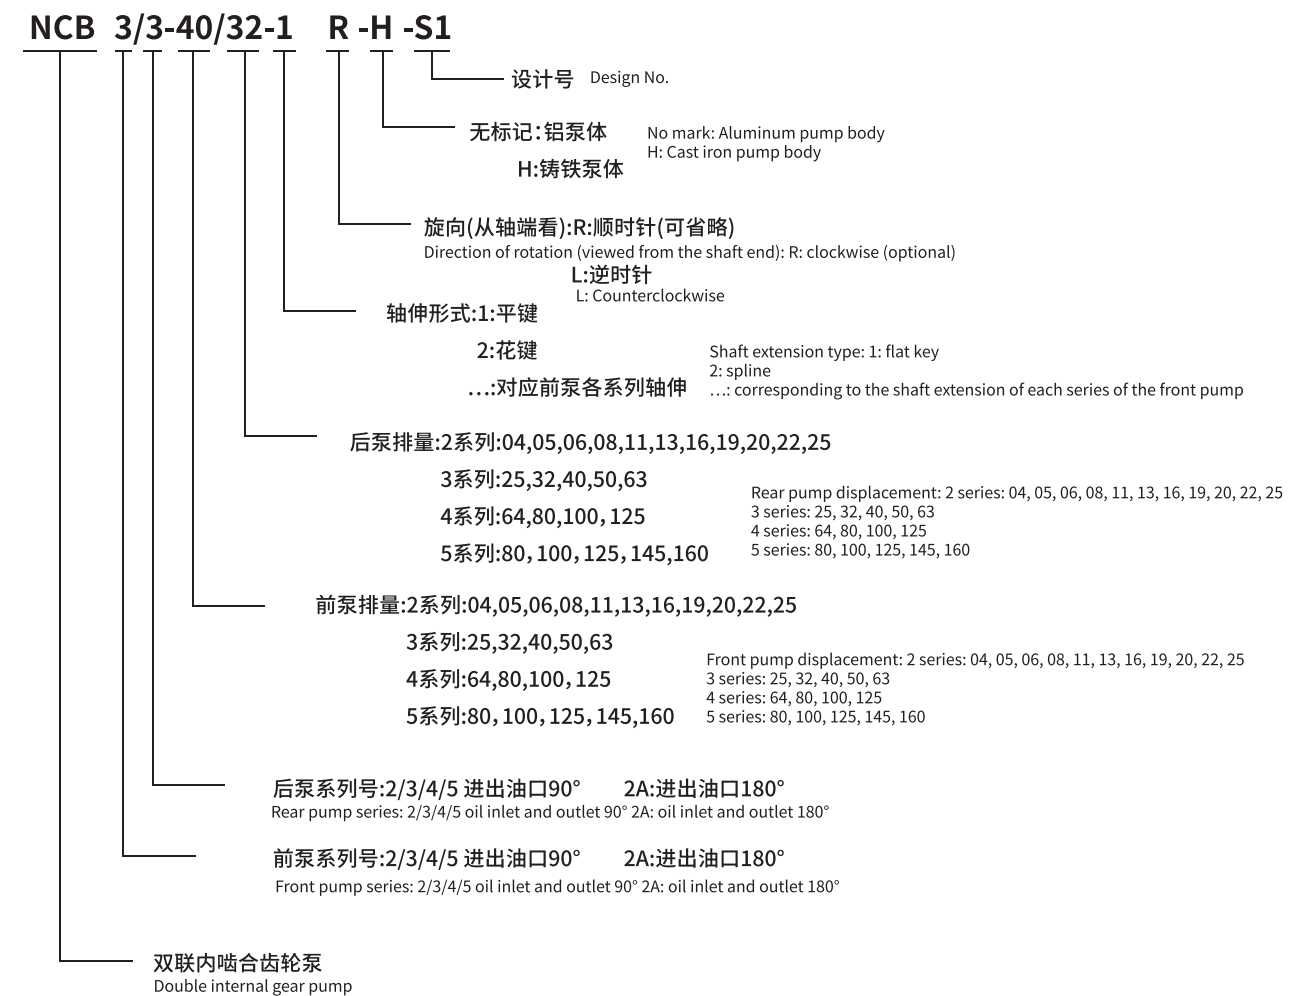 NCB 3/3-40/32-1 R -H -S1
设计号 Design No.
无标记：铝泵体
No mark: Aluminum pump body
H: Cast iron pump body
H:铸铁泵体
旋向(从轴端看):R:顺时针(可省略)
Direction of rotation (viewed from the shaft end): R: clockwise (optional)
L:逆时针
L: Counterclockwise
轴伸形式:1:平键
2:花键
…:对应前泵各系列轴伸
Shaft extension type: 1: flat key
2: spline
…: corresponding to the shaft extension of each series of the front pump
后泵排量:2系列:04,05,06,08,11,13,16,19,20,22,25
3系列:25,32,40,50,63
4系列:64,80,100，125
5系列:80，100，125，145,160
Rear pump displacement: 2 series: 04, 05, 06, 08, 11, 13, 16, 19, 20, 22, 25
3 series: 25, 32, 40, 50, 63
4 series: 64, 80, 100, 125
5 series: 80, 100, 125, 145, 160
前泵排量:2系列:04,05,06,08,11,13,16,19,20,22,25
3系列:25,32,40,50,63
4系列:64,80,100，125
5系列:80，100，125，145,160
Front pump displacement: 2 series: 04, 05, 06, 08, 11, 13, 16, 19, 20, 22, 25
3 series: 25, 32, 40, 50, 63
4 series: 64, 80, 100, 125
5 series: 80, 100, 125, 145, 160
后泵系列号:2/3/4/5 进出油口90° 2A:进出油口180°
Rear pump series: 2/3/4/5 oil inlet and outlet 90° 2A: oil inlet and outlet 180°
前泵系列号:2/3/4/5 进出油口90° 2A:进出油口180°
Front pump series: 2/3/4/5 oil inlet and outlet 90° 2A: oil inlet and outlet 180°
双联内啮合齿轮泵
Double internal gear pump